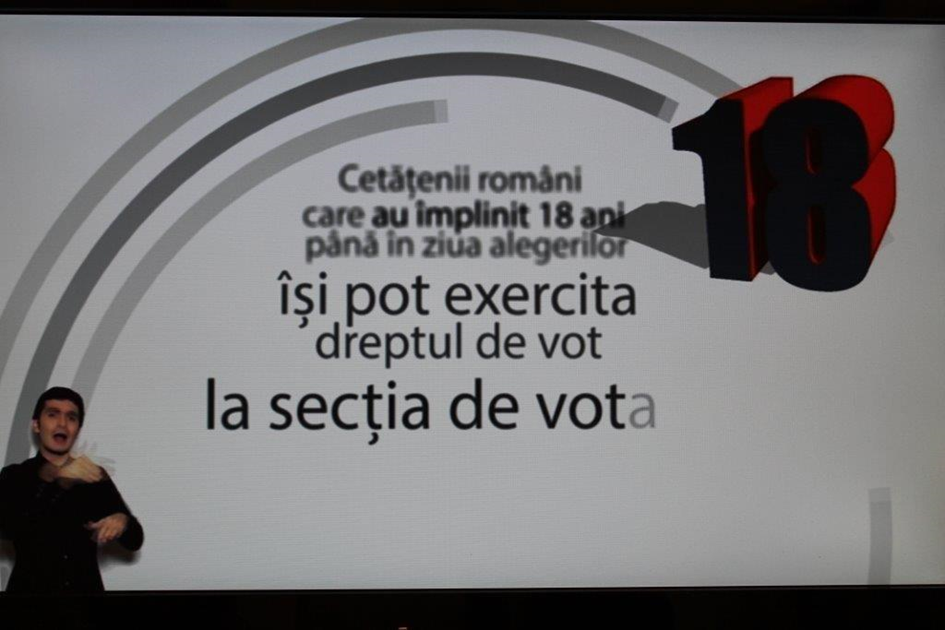 Cetățenii români
care au împlinit 18 ani
până în ziua alegerilor
își pot exercita
dreptul de vot
la secția de vota
18